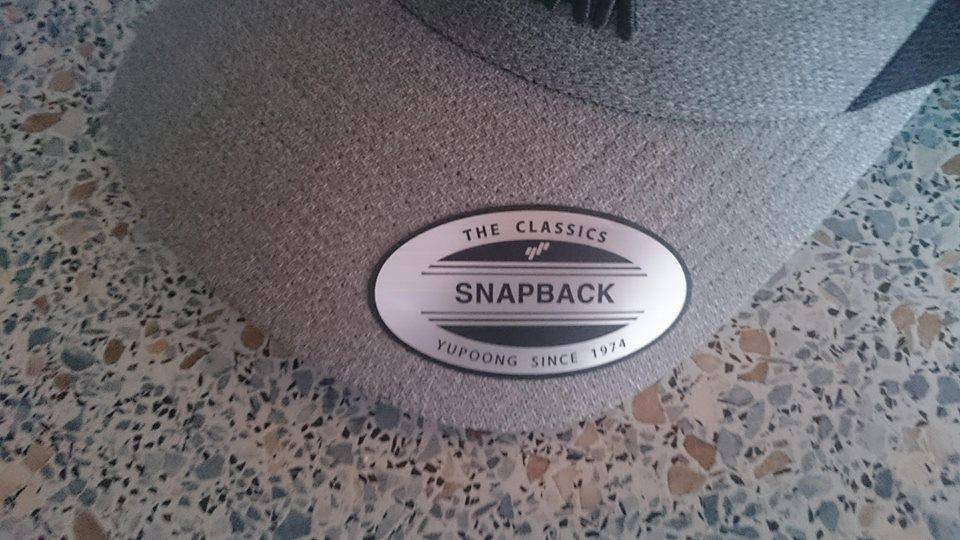 THE CLASSICS
SNAPBACK
YUPOONG SINCE 1974